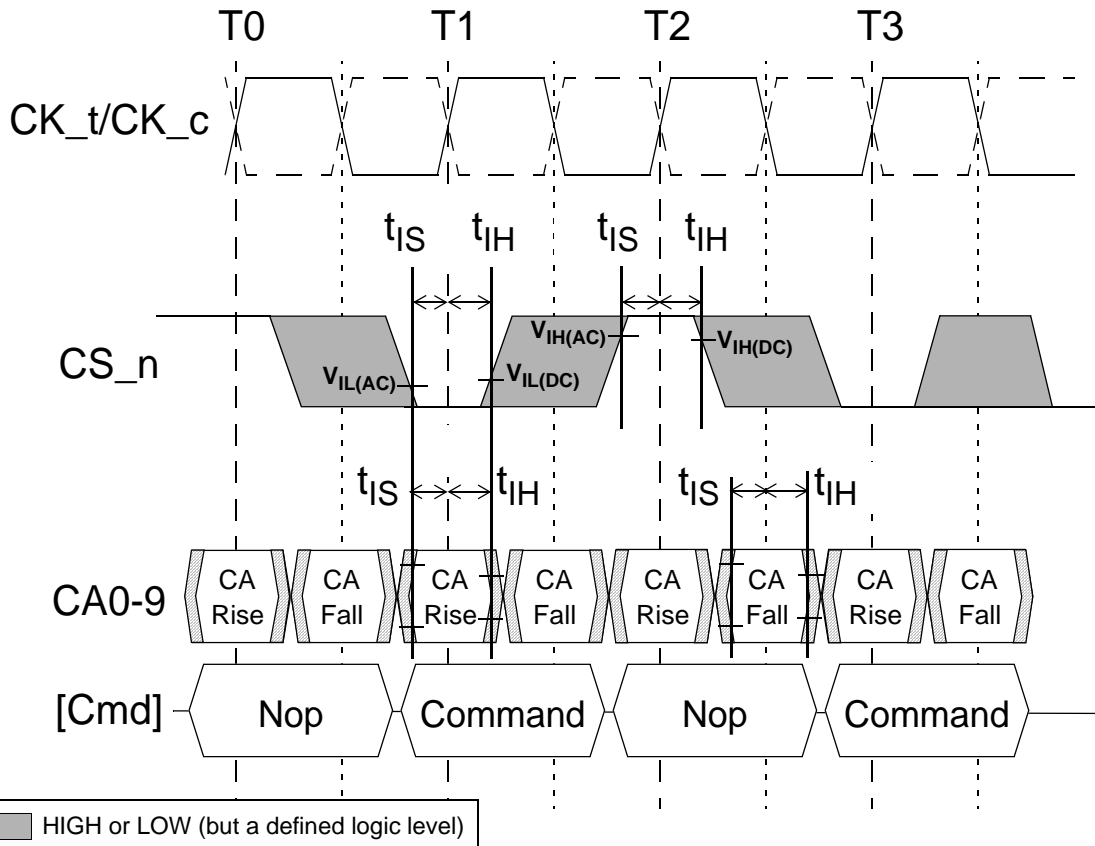 T0 T1 T2 T3
CK_t/CK_c
tIS tIH tIS tIH
VIH(AC) VIH(DC)
CS_n
VIL(AC) VIL(DC)
tIS tIH tIS tIH
CA0-9
CA Rise CA Fall CA Rise CA Fall CA Rise CA Fall CA Rise CA Fall
[Cmd] Nop Command Nop Command
HIGH or LOW (but a defined logic level)